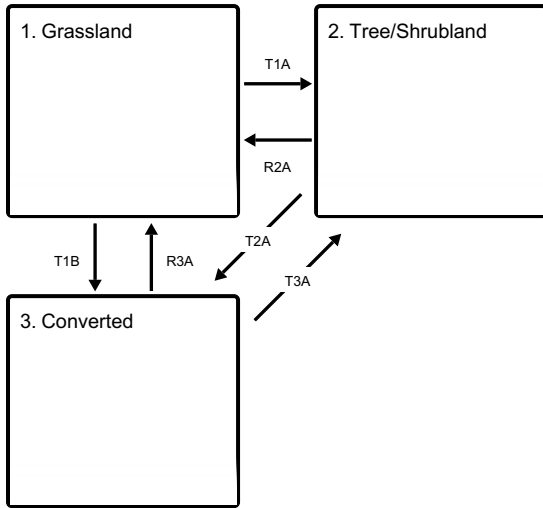 1. Grassland
2. Tree/Shrubland
T1A
R2A
T1B
R3A
T2A
T3A
3. Converted